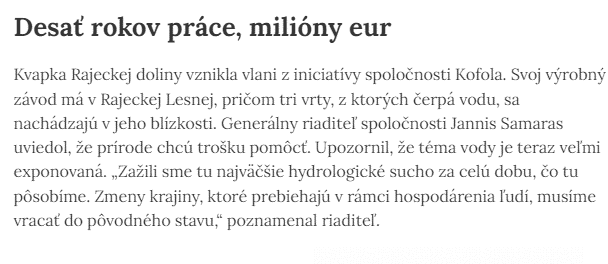 Desať rokov práce, milióny eur
Kvapka Rajeckej doliny vznikla vlani z iniciatívy spoločnosti Kofola. Svoj výrobný
závod má v Rajeckej Lesnej, pričom tri vrty, z ktorých čerpá vodu, sa
nachádzajú v jeho blízkosti. Generálny riaditeľ spoločnosti Jannis Samaras
uviedol, že prírode chcú trošku pomôcť. Upozornil, že téma vody je teraz veľmi
exponovaná. „Zažili sme tu najväčšie hydrologické sucho za celú dobu, čo tu
pôsobíme. Zmeny krajiny, ktoré prebiehajú v rámci hospodárenia ľudí, musíme
vracať do pôvodného stavu,“ poznamenal riaditeľ.